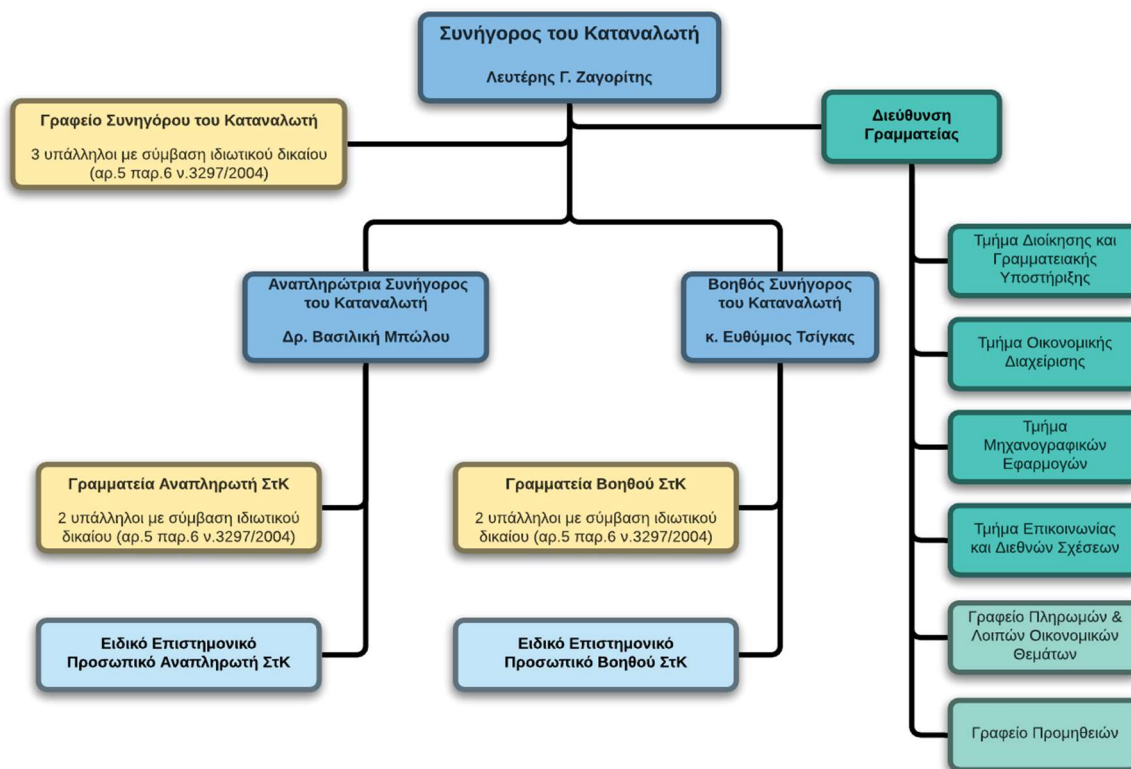 Συνήγορος του Καταναλωτή
Λευτέρης Γ. Ζαγορίτης
Γραφείο Συνηγόρου του Καταναλωτή
3 υπάλληλοι με σύμβαση ιδιωτικού δικαίου
(αρ.5 παρ.6 ν.3297/2004)
Διεύθυνση
Γραμματείας
Αναπληρώτρια Συνήγορος
του Καταναλωτή
Δρ. Βασιλική Μπώλου
Βοηθός Συνήγορος
του Καταναλωτή
κ. Ευθύμιος Τσίγκας
Τμήμα Διοίκησης και
Γραμματειακής
Υποστήριξης
Τμήμα Οικονομικής
Διαχείρισης
Τμήμα
Μηχανογραφικών
Εφαρμογών
Τμήμα Επικοινωνίας
και Διεθνών Σχέσεων
Γραφείο Πληρωμών &
Λοιπών Οικονομικών
Θεμάτων
Γραφείο Προμηθειών
Γραμματεία Αναπληρωτή ΣτΚ
2 υπάλληλοι με σύμβαση ιδιωτικού
δικαίου (αρ.5 παρ.6 ν.3297/2004)
Γραμματεία Βοηθού ΣτΚ
2 υπάλληλοι με σύμβαση ιδιωτικού
δικαίου (αρ.5 παρ.6 ν.3297/2004)
Ειδικό Επιστημονικό
Προσωπικό Αναπληρωτή ΣτΚ
Ειδικό Επιστημονικό
Προσωπικό Βοηθού ΣτΚ